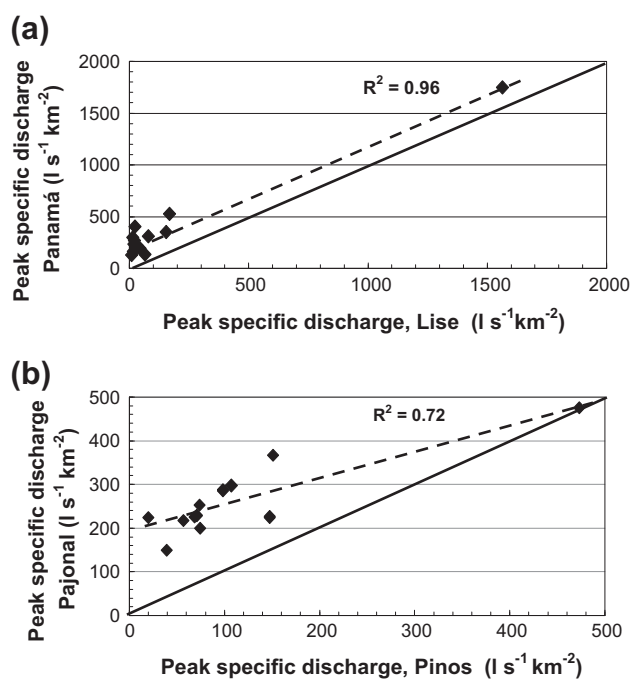 (a)
Peak specific discharge
Panamá (l s⁻¹ km⁻²)
2000
1500
1000
500
0
R² = 0.96
0 500 1000 1500 2000
Peak specific discharge, Lise (l s⁻¹km⁻²)
(b)
Peak specific discharge
Pajonal (l s⁻¹ km⁻²)
500
400
300
200
100
0
R² = 0.72
0 100 200 300 400 500
Peak specific discharge, Pinos (l s⁻¹ km⁻²)